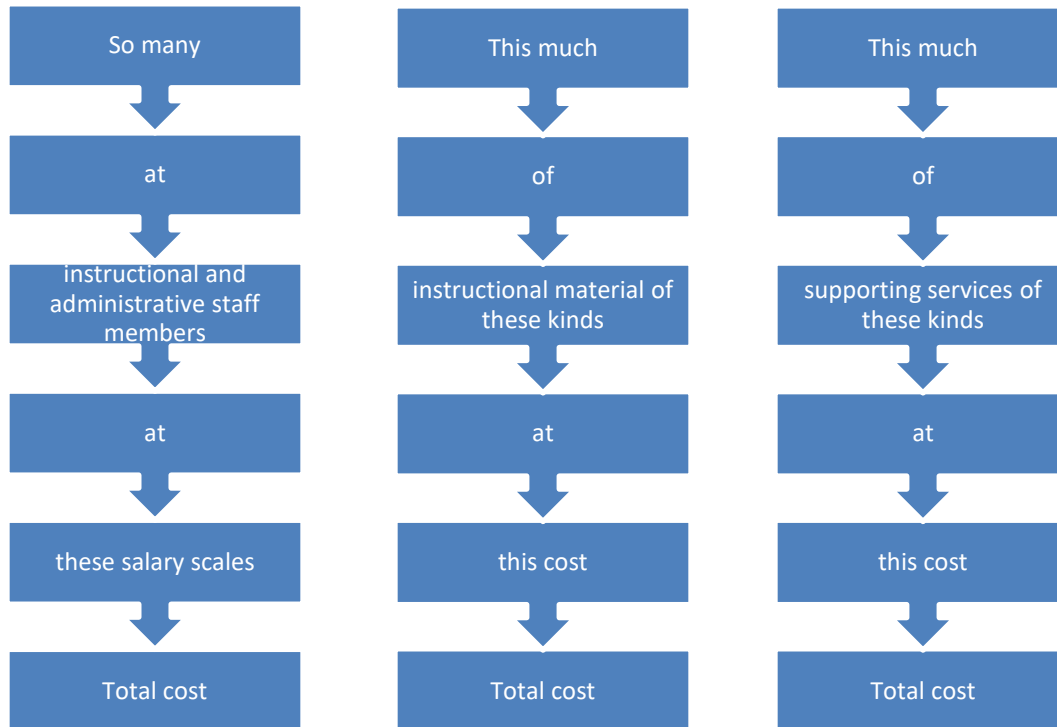 So many
at
instructional and
administrative staff
members
at
these salary scales
Total cost
This much
of
instructional material of
these kinds
at
this cost
Total cost
This much
of
supporting services of
these kinds
at
this cost
Total cost